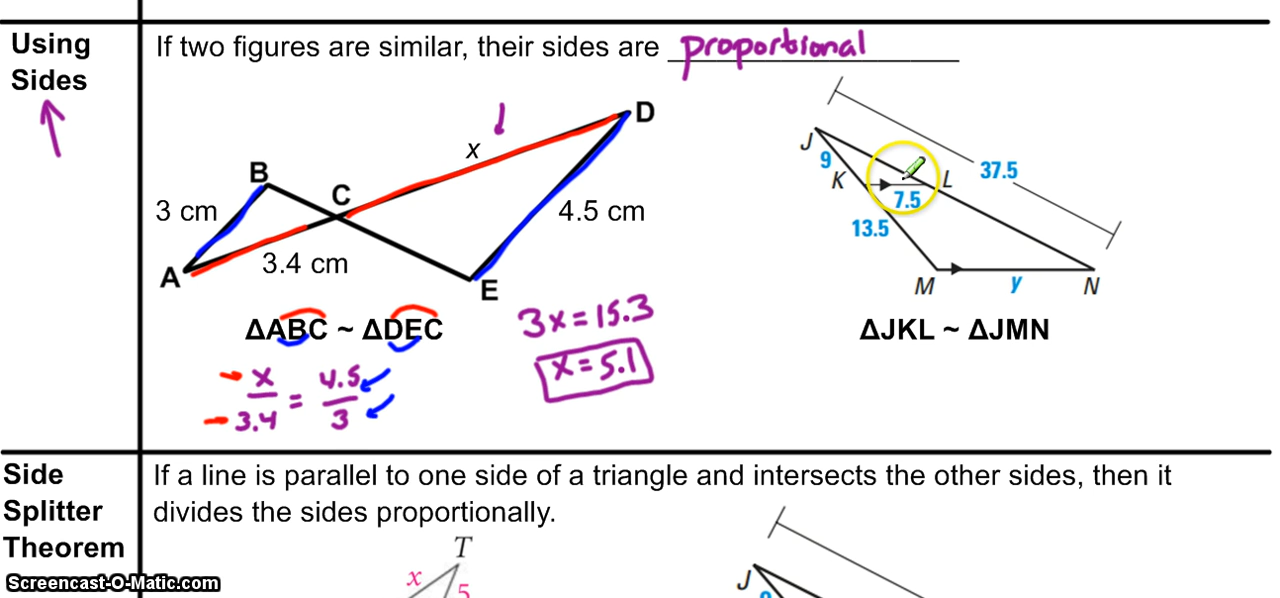 Using
Sides
If two figures are similar, their sides are proportional
B
3 cm
A
C
3.4 cm
x
D
4.5 cm
E
ΔABC ~ ΔDEC
x/3.4 = 4.5/3
3x = 15.3
x = 5.1
J
9
K
L
7.5
37.5
13.5
M
y
N
ΔJKL ~ ΔJMN
Side
Splitter
Theorem
If a line is parallel to one side of a triangle and intersects the other sides, then it
divides the sides proportionally.
T
x
5
J
Screencast-O-Matic.com